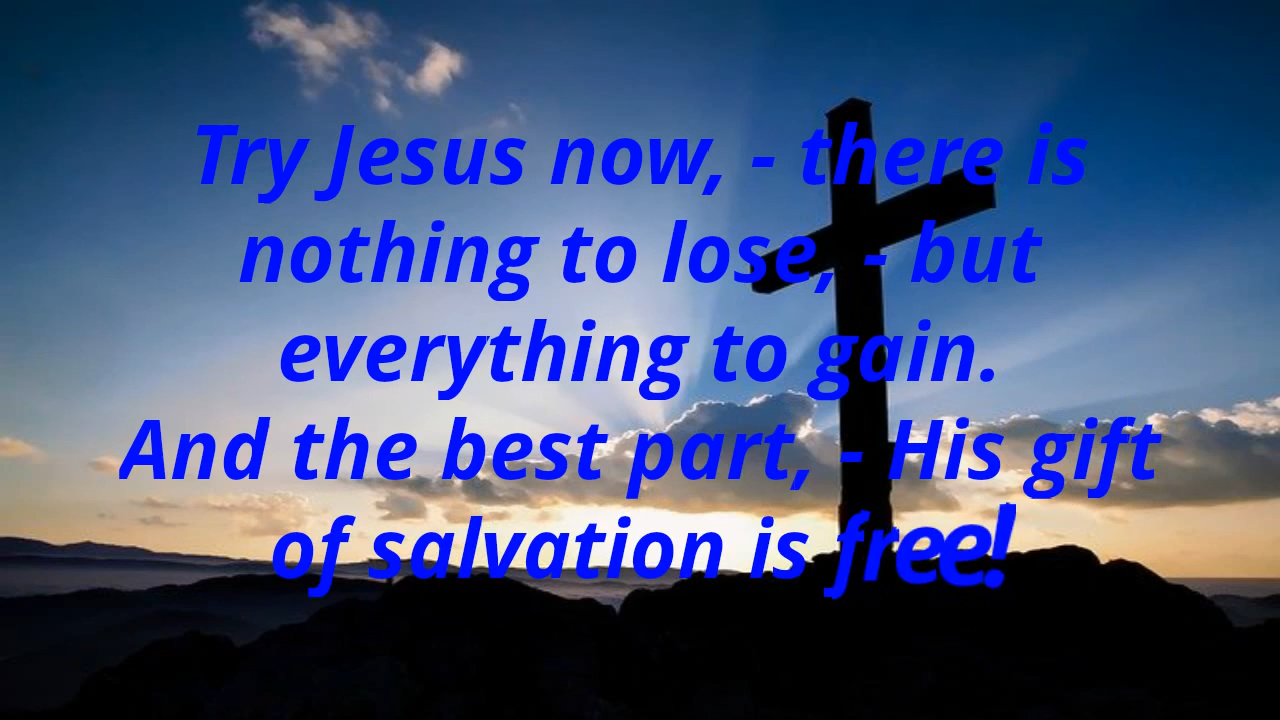 Try Jesus now, - there is
nothing to lose, - but
everything to gain.
And the best part, - His gift
of salvation is free!